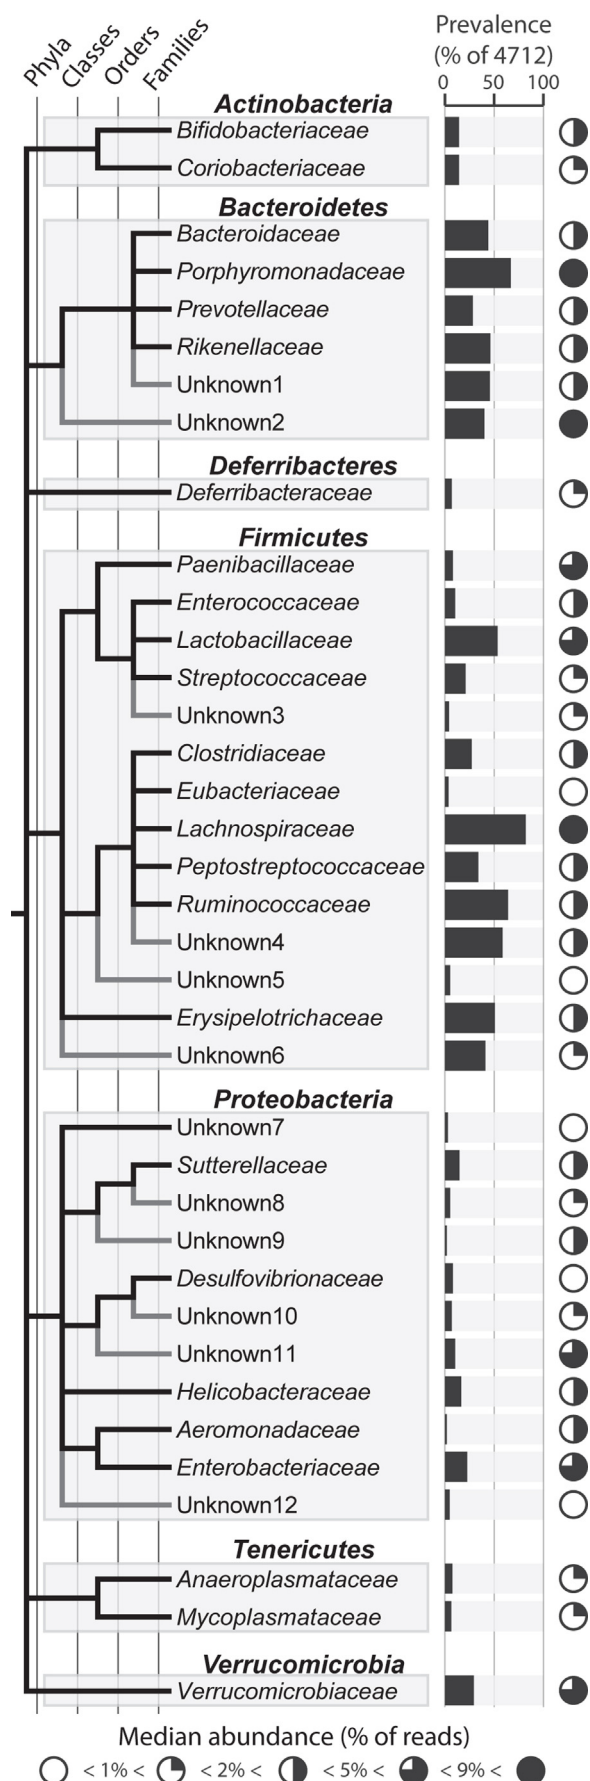 Phyla
Classes
Orders
Families
Prevalence
(% of 4712)
0 50 100
Actinobacteria
Bifidobacteriaceae
Coriobacteriaceae
Bacteroidetes
Bacteroidaceae
Porphyromonadaceae
Prevotellaceae
Rikenellaceae
Unknown1
Unknown2
Deferribacteres
Deferribacteraceae
Firmicutes
Paenibacillaceae
Enterococcaceae
Lactobacillaceae
Streptococcaceae
Unknown3
Clostridiaceae
Eubacteriaceae
Lachnospiraceae
Peptostreptococcaceae
Ruminococcaceae
Unknown4
Unknown5
Erysipelotrichaceae
Unknown6
Proteobacteria
Unknown7
Sutterellaceae
Unknown8
Unknown9
Desulfovibrionaceae
Unknown10
Unknown11
Helicobacteraceae
Aeromonadaceae
Enterobacteriaceae
Unknown12
Tenericutes
Anaeroplasmataceae
Mycoplasmataceae
Verrucomicrobia
Verrucomicrobiaceae
Median abundance (% of reads)
< 1% < < 2% < < 5% < < 9% <